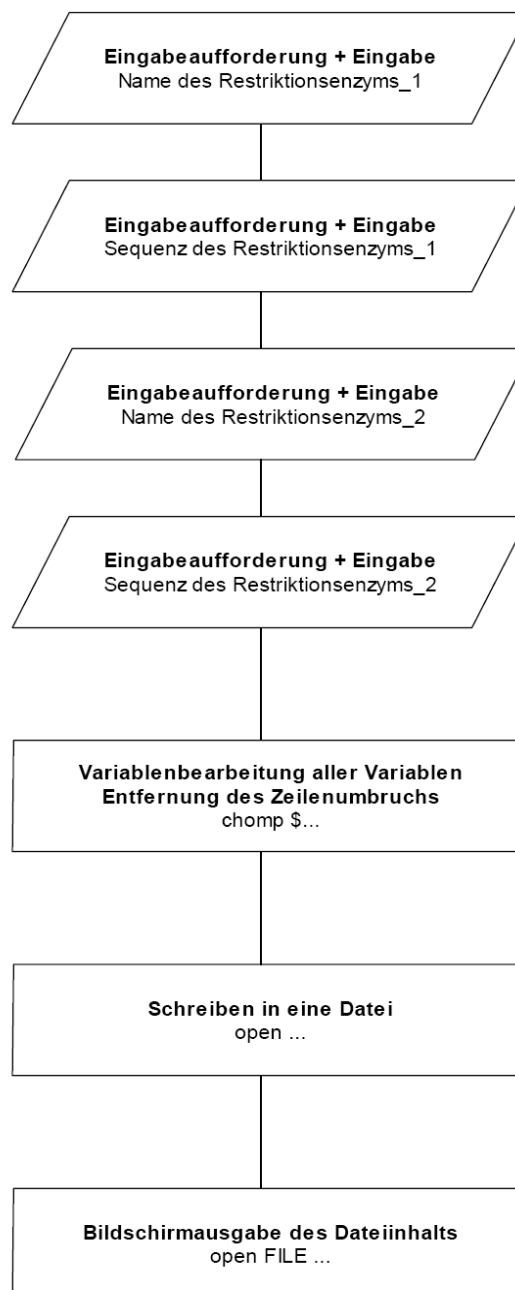 Eingabeaufforderung + Eingabe
Name des Restriktionsenzyms_1
Eingabeaufforderung + Eingabe
Sequenz des Restriktionsenzyms_1
Eingabeaufforderung + Eingabe
Name des Restriktionsenzyms_2
Eingabeaufforderung + Eingabe
Sequenz des Restriktionsenzyms_2
Variablenbearbeitung aller Variablen
Entfernung des Zeilenumbruchs
chomp $...
Schreiben in eine Datei
open ...
Bildschirmausgabe des Dateiinhalts
open FILE ...